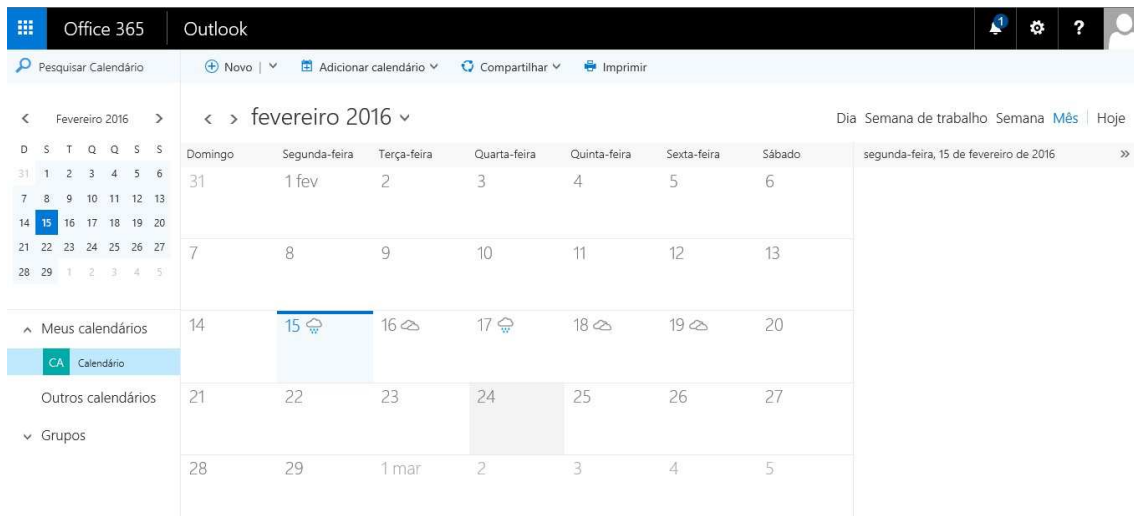 Office 365 Outlook 1 ?
Pesquisar Calendário Novo | Adicionar calendário Compartilhar Imprimir
Fevereiro 2016
D S T Q Q S S
31 1 2 3 4 5 6
7 8 9 10 11 12 13
14 15 16 17 18 19 20
21 22 23 24 25 26 27
28 29 1 2 3 4 5
Meus calendários
CA Calendário
Outros calendários
Grupos
< > fevereiro 2016
Dia Semana de trabalho Semana Mês | Hoje
Domingo Segunda-feira Terça-feira Quarta-feira Quinta-feira Sexta-feira Sábado
31 1 fev 2 3 4 5 6
7 8 9 10 11 12 13
14 15 16 17 18 19 20
21 22 23 24 25 26 27
28 29 1 mar 2 3 4 5
segunda-feira, 15 de fevereiro de 2016 »